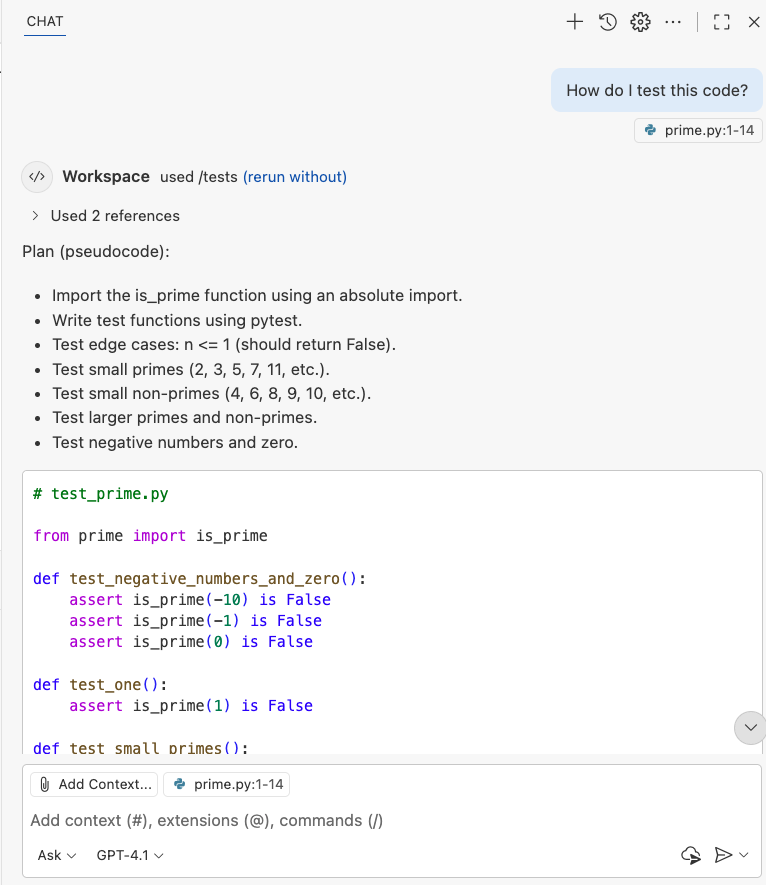 CHAT
How do I test this code?
prime.py:1-14
Workspace used /tests (rerun without)
Used 2 references
Plan (pseudocode):
• Import the is_prime function using an absolute import.
• Write test functions using pytest.
• Test edge cases: n <= 1 (should return False).
• Test small primes (2, 3, 5, 7, 11, etc.).
• Test small non-primes (4, 6, 8, 9, 10, etc.).
• Test larger primes and non-primes.
• Test negative numbers and zero.
# test_prime.py
from prime import is_prime
def test_negative_numbers_and_zero():
    assert is_prime(-10) is False
    assert is_prime(-1) is False
    assert is_prime(0) is False
def test_one():
    assert is_prime(1) is False
def test_small_primes():
Add Context... prime.py:1-14
Add context (#), extensions (@), commands (/)
Ask GPT-4.1